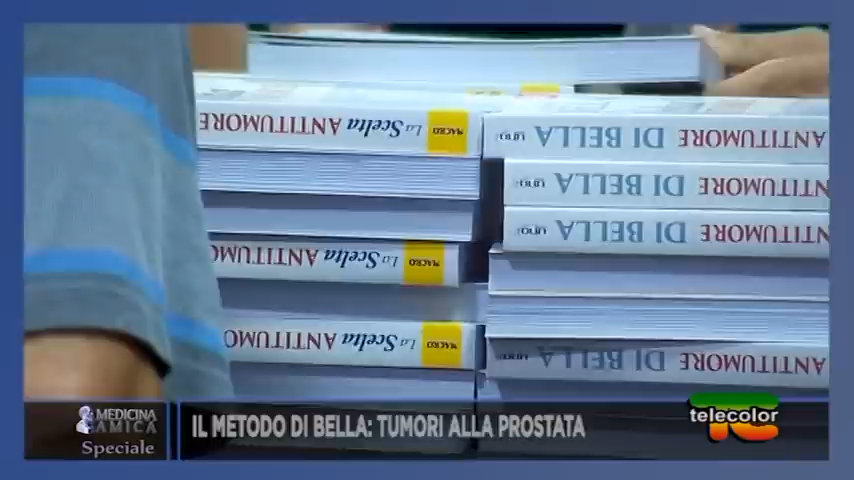 La Scelta ANTITUMORE
MACRO
ANTITUMORE DI BELLA UNO
ANTITUMORE DI BELLA UNO
ANTITUMORE DI BELLA UNO
La Scelta ANTITUMO
MACRO
La Scelta ANTITUMORE
MACRO
ANTITUMORE DI BELLA UNO
MEDICINA
AMICA
Speciale
IL METODO DI BELLA: TUMORI ALLA PROSTATA
telecolor
TC